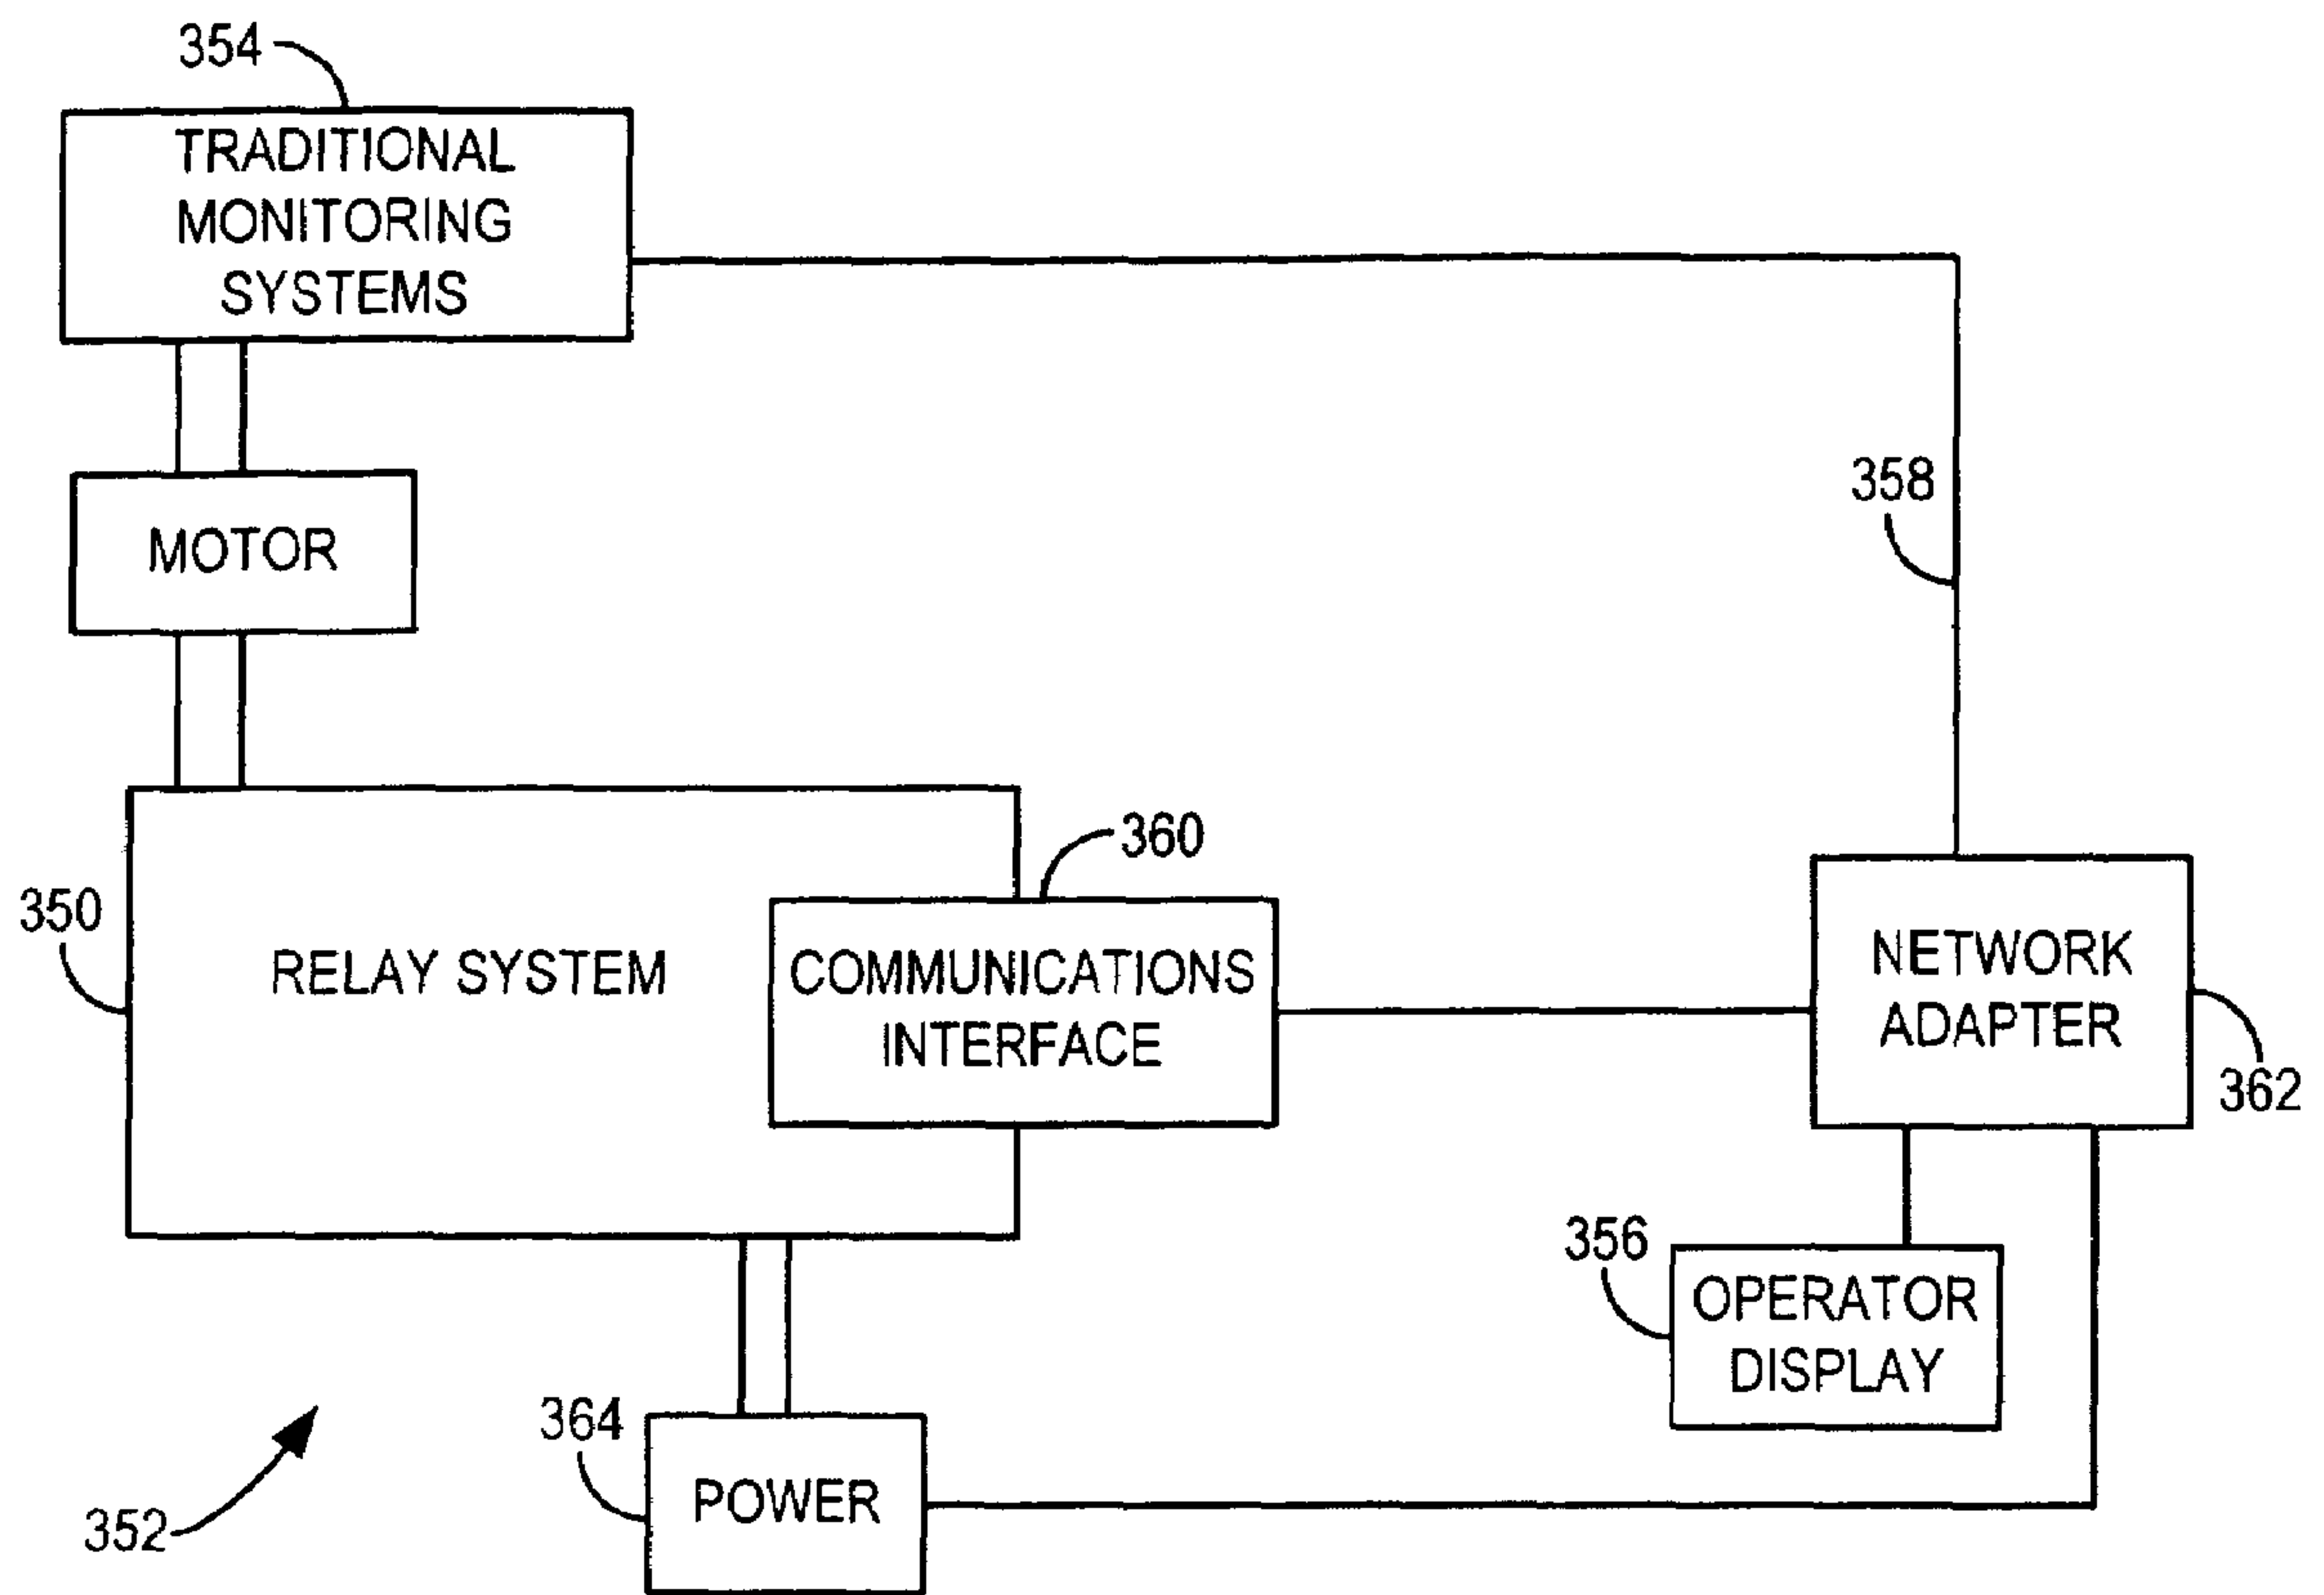 354
TRADITIONAL
MONITORING
SYSTEMS
MOTOR
358
360
350
RELAY SYSTEM
COMMUNICATIONS
INTERFACE
NETWORK
ADAPTER
362
356
OPERATOR
DISPLAY
364
POWER
352